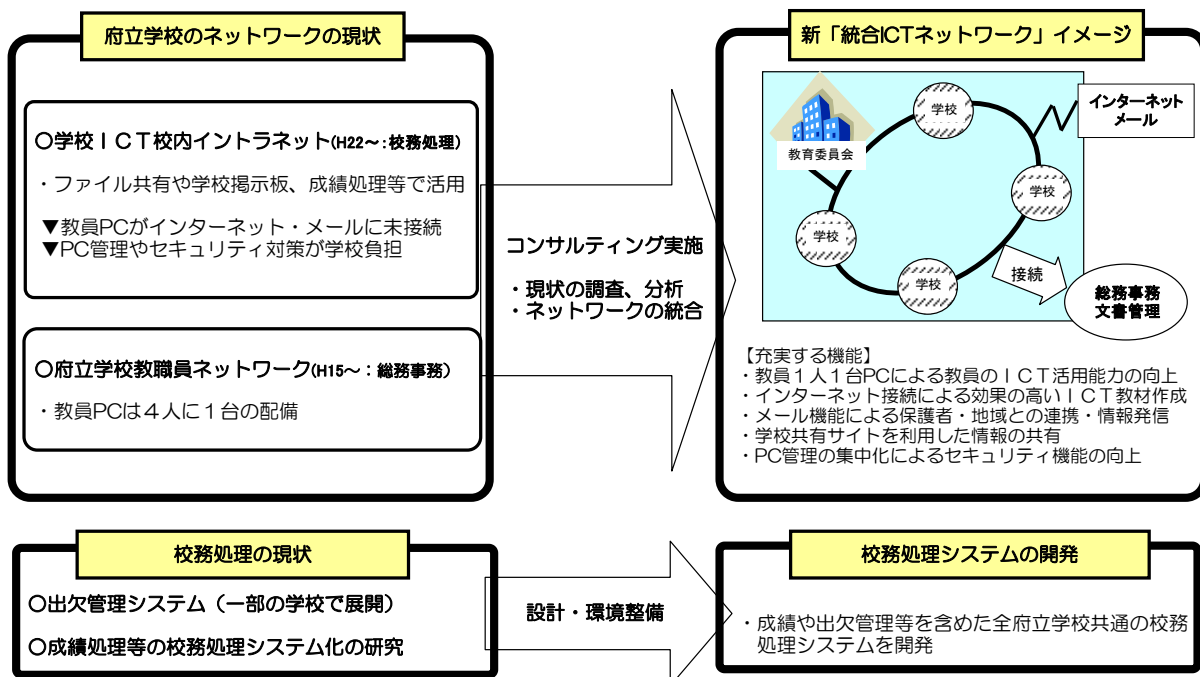 府立学校のネットワークの現状
○学校ＩＣＴ校内イントラネット(H22～：校務処理)
・ファイル共有や学校掲示板、成績処理等で活用
▼教員PCがインターネット・メールに未接続
▼PC管理やセキュリティ対策が学校負担
○府立学校教職員ネットワーク(H15～：総務事務)
・教員PCは４人に１台の配備
コンサルティング実施
・現状の調査、分析
・ネットワークの統合
新「統合ICTネットワーク」イメージ
学校
インターネット
メール
教育委員会
学校
学校
学校
接続
総務事務
文書管理
【充実する機能】
・教員１人１台PCによる教員のＩＣＴ活用能力の向上
・インターネット接続による効果の高いＩＣＴ教材作成
・メール機能による保護者・地域との連携・情報発信
・学校共有サイトを利用した情報の共有
・PC管理の集中化によるセキュリティ機能の向上
校務処理の現状
○出欠管理システム（一部の学校で展開）
○成績処理等の校務処理システム化の研究
設計・環境整備
校務処理システムの開発
・成績や出欠管理等を含めた全府立学校共通の校務
処理システムを開発